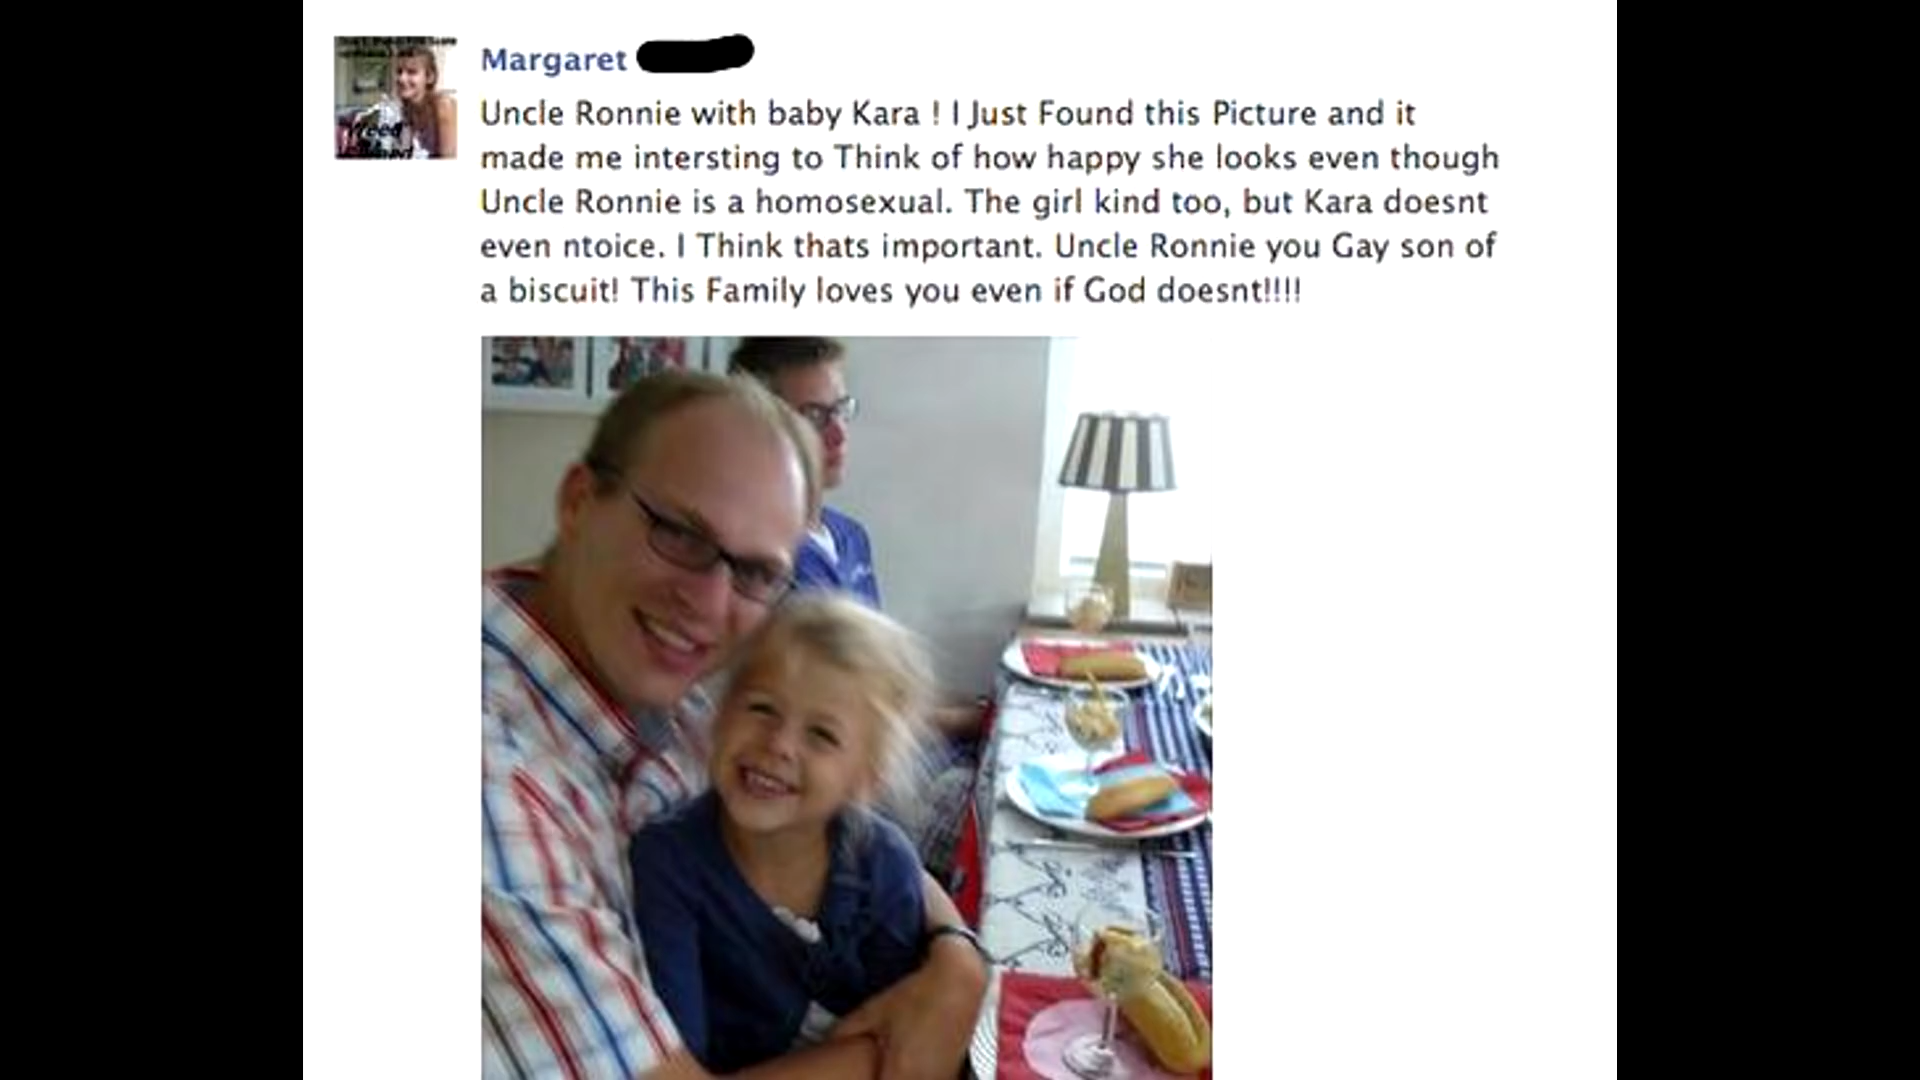 Margaret
Uncle Ronnie with baby Kara ! I Just Found this Picture and it
made me intersting to Think of how happy she looks even though
Uncle Ronnie is a homosexual. The girl kind too, but Kara doesnt
even ntoice. I Think thats important. Uncle Ronnie you Gay son of
a biscuit! This Family loves you even if God doesnt!!!!